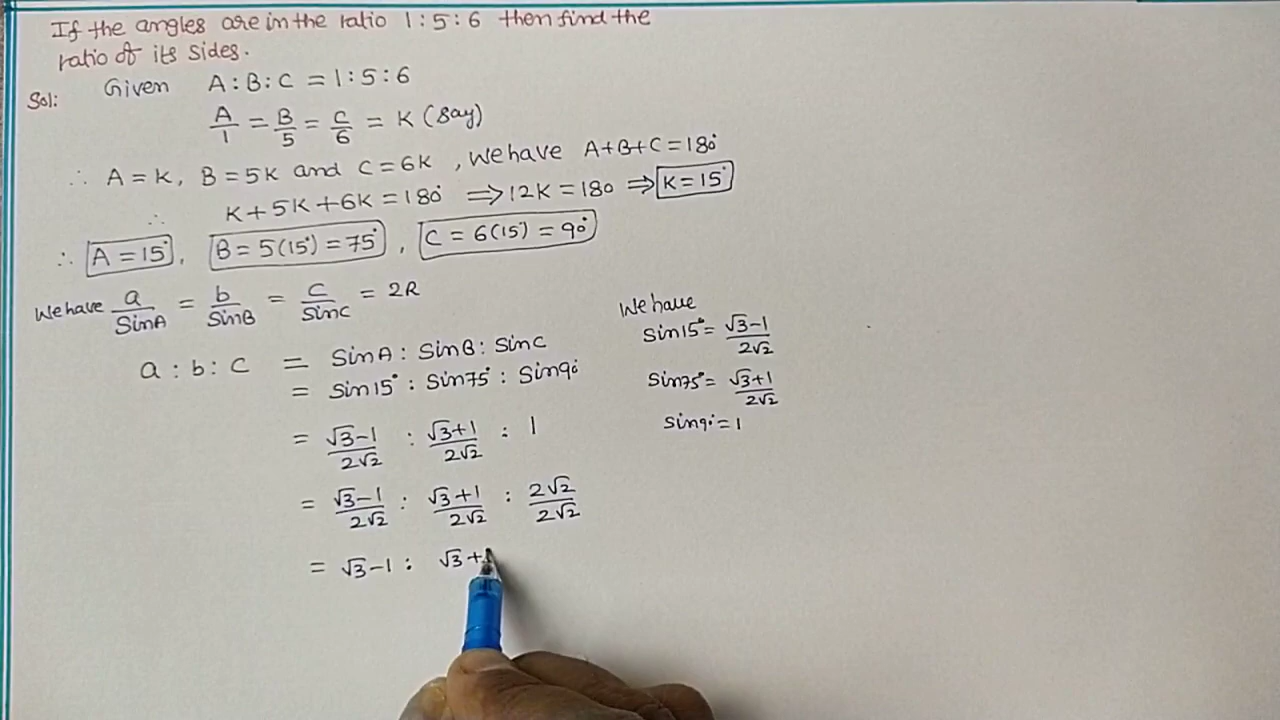 If the angles are in the ratio 1 : 5 : 6 then find the
ratio of its sides.
Sol: Given A : B : C = 1 : 5 : 6
A/1 = B/5 = C/6 = K (Say)
∴ A = K, B = 5K and C = 6K , We have A+B+C = 180°
∴ K + 5K + 6K = 180° ⟹ 12K = 180 ⟹ K = 15°
∴ A = 15° , B = 5(15°) = 75° , C = 6(15°) = 90°
We have a/SinA = b/SinB = c/SinC = 2R
a : b : c = SinA : SinB : SinC
= Sin15° : Sin75° : Sin90°
= √3-1/2√2 : √3+1/2√2 : 1
= √3-1/2√2 : √3+1/2√2 : 2√2/2√2
= √3-1 : √3+
We have
Sin15° = √3-1/2√2
Sin75° = √3+1/2√2
Sin90° = 1